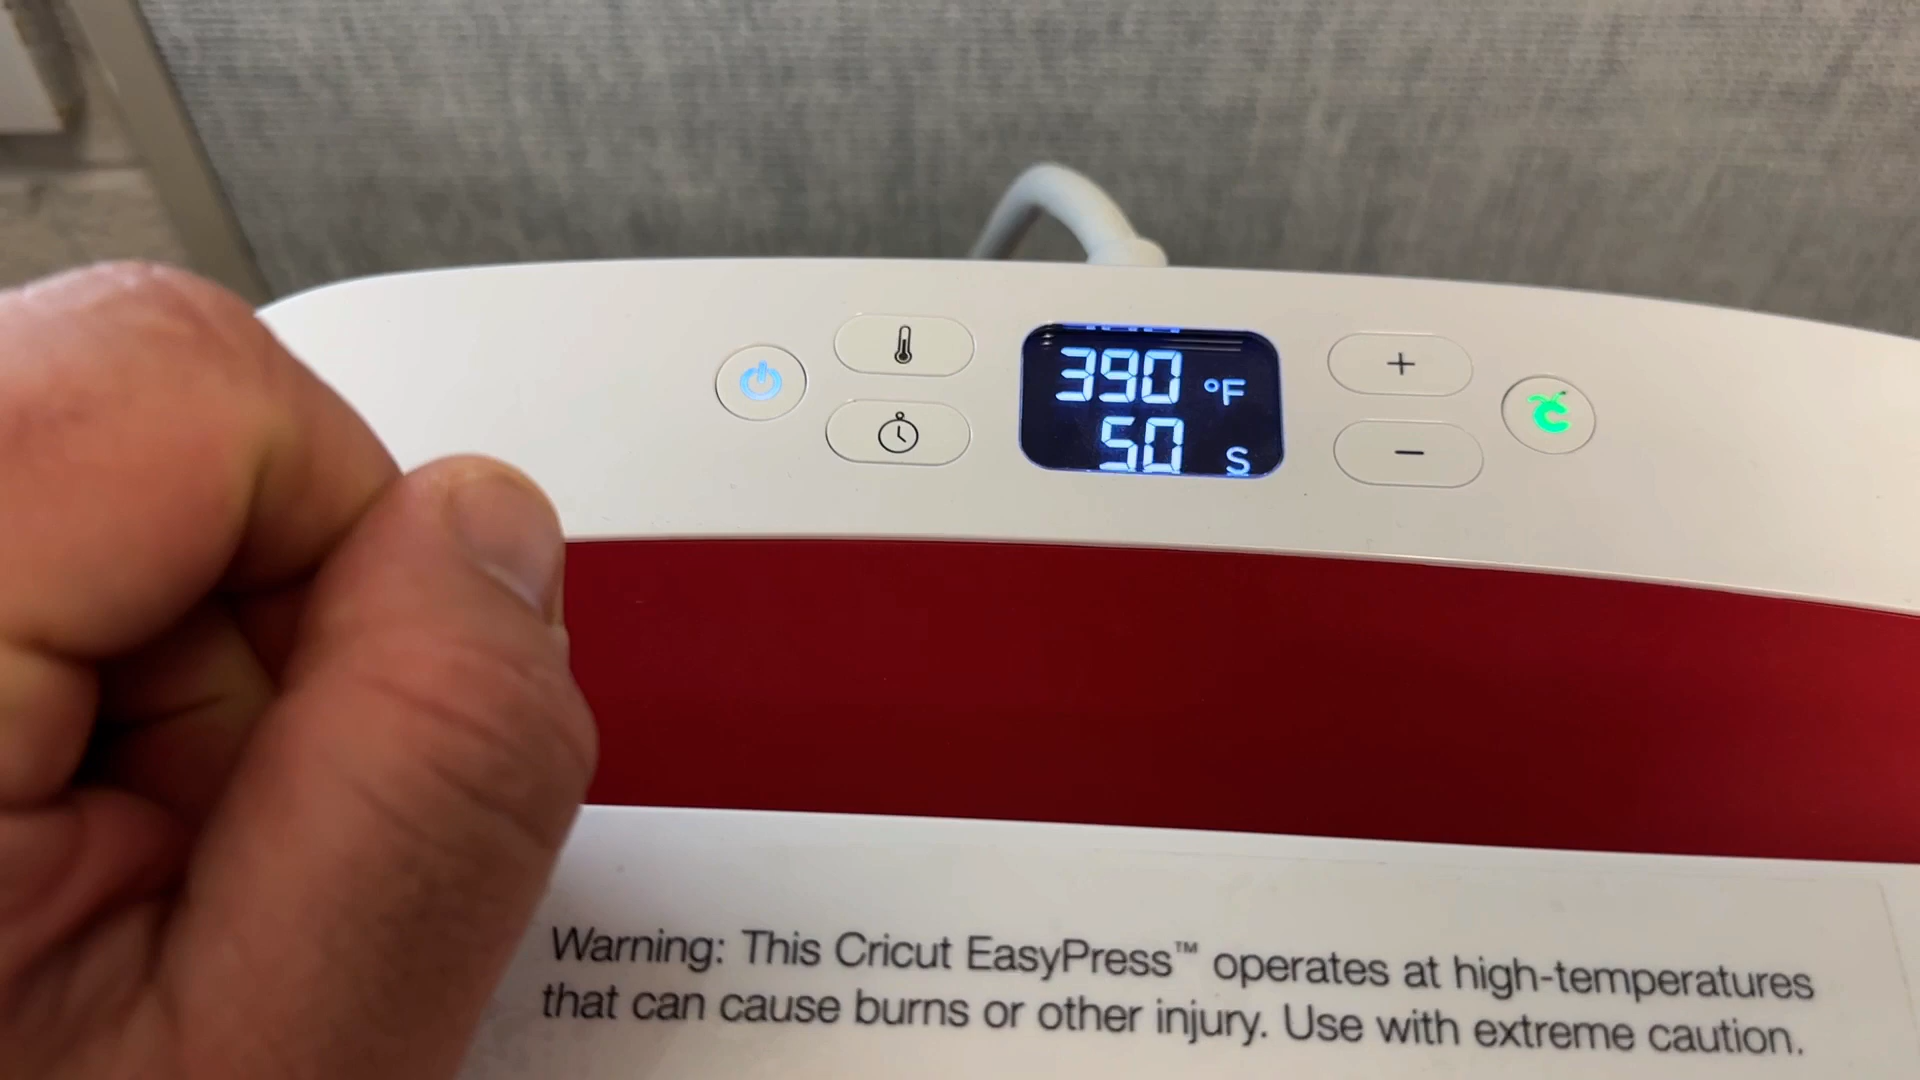 390 °F
50 S
+
−
Warning: This Cricut EasyPress™ operates at high-temperatures
that can cause burns or other injury. Use with extreme caution.